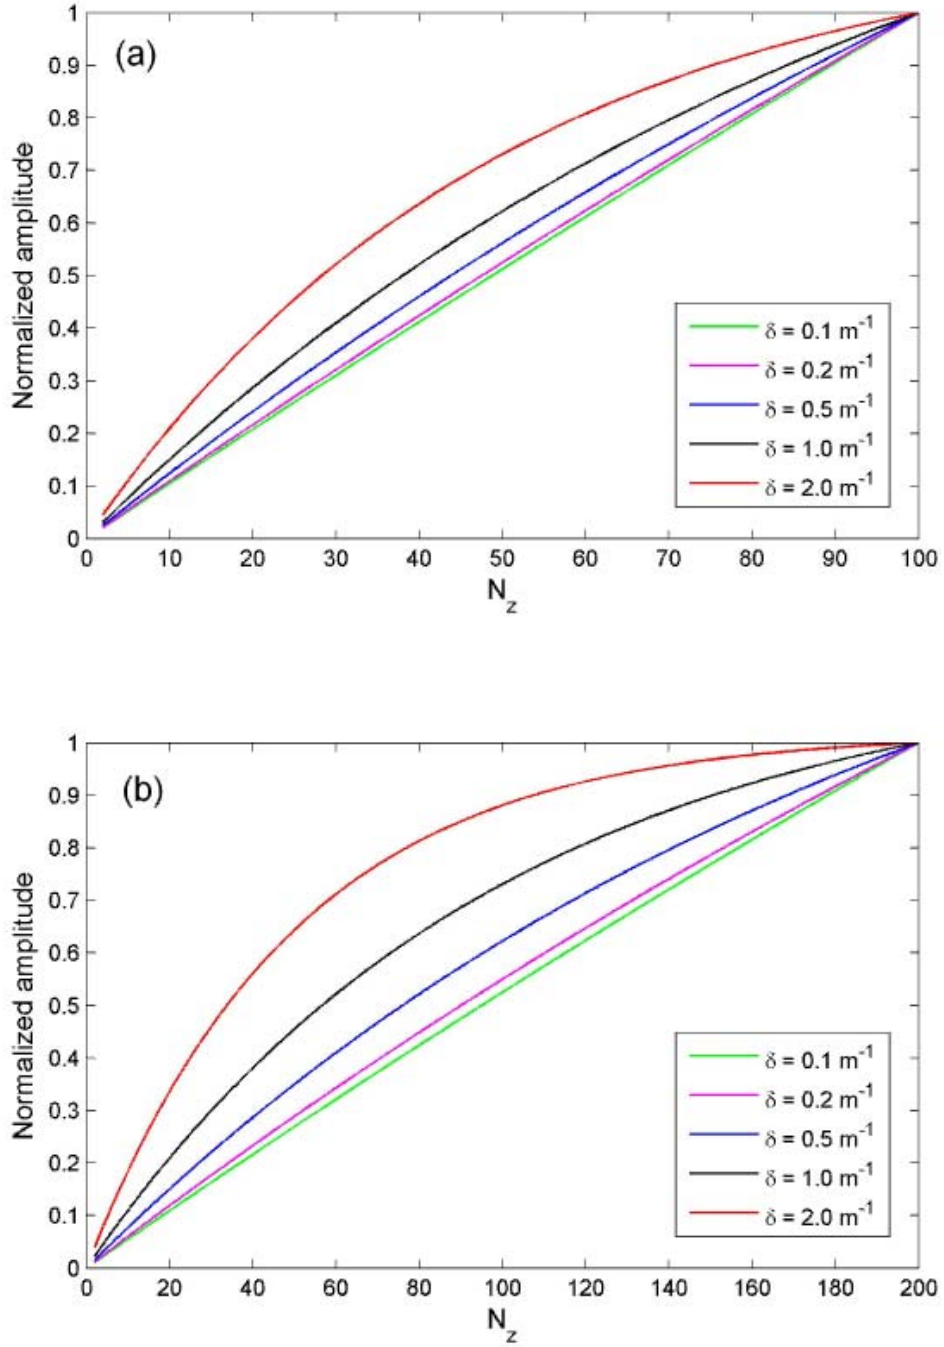 (a)
Normalized amplitude
1
0.9
0.8
0.7
0.6
0.5
0.4
0.3
0.2
0.1
0
0 10 20 30 40 50 60 70 80 90 100
N_z
δ = 0.1 m⁻¹
δ = 0.2 m⁻¹
δ = 0.5 m⁻¹
δ = 1.0 m⁻¹
δ = 2.0 m⁻¹
(b)
Normalized amplitude
1
0.9
0.8
0.7
0.6
0.5
0.4
0.3
0.2
0.1
0
0 20 40 60 80 100 120 140 160 180 200
N_z
δ = 0.1 m⁻¹
δ = 0.2 m⁻¹
δ = 0.5 m⁻¹
δ = 1.0 m⁻¹
δ = 2.0 m⁻¹